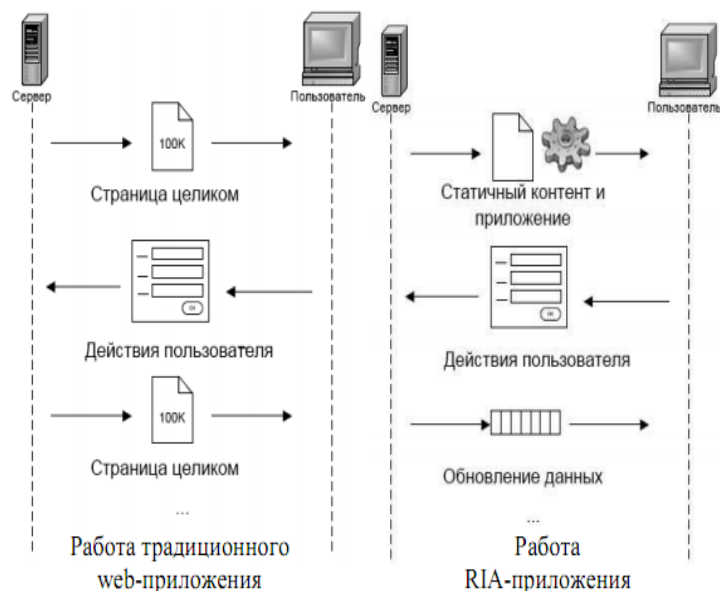 Сервер
Пользователь
100K
Страница целиком
Действия пользователя
100K
Страница целиком
...
Работа традиционного
web-приложения
Сервер
Пользователь
Статичный контент и
приложение
Действия пользователя
Обновление данных
...
Работа
RIA-приложения